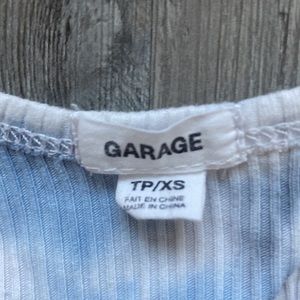 GARAGE
TP/XS
FAIT EN CHINE
MADE IN CHINA